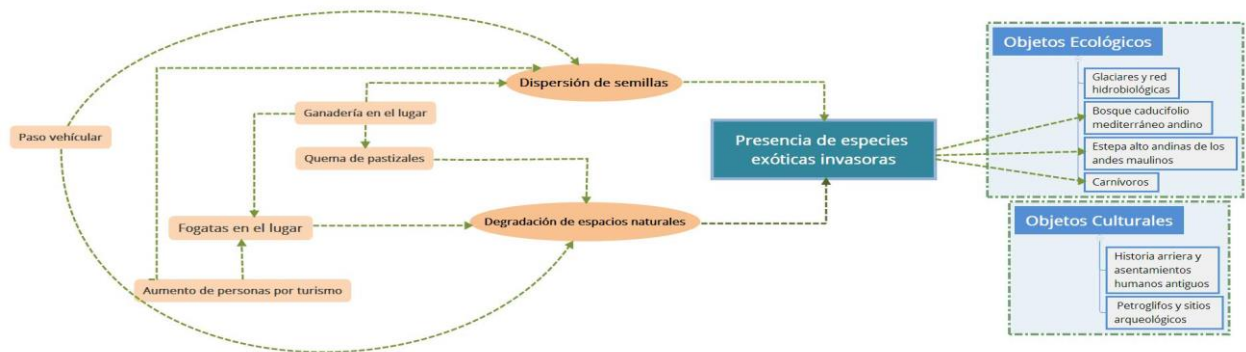 Objetos Ecológicos
Glaciares y red
hidrobiológicas
Bosque caducifolio
mediterráneo andino
Estepa alto andinas de los
andes maulinos
Carnívoros
Dispersión de semillas
Ganadería en el lugar
Paso vehícular
Quema de pastizales
Presencia de especies
exóticas invasoras
Fogatas en el lugar
Degradación de espacios naturales
Aumento de personas por turismo
Objetos Culturales
Historia arriera y
asentamientos
humanos antiguos
Petroglifos y sitios
arqueológicos